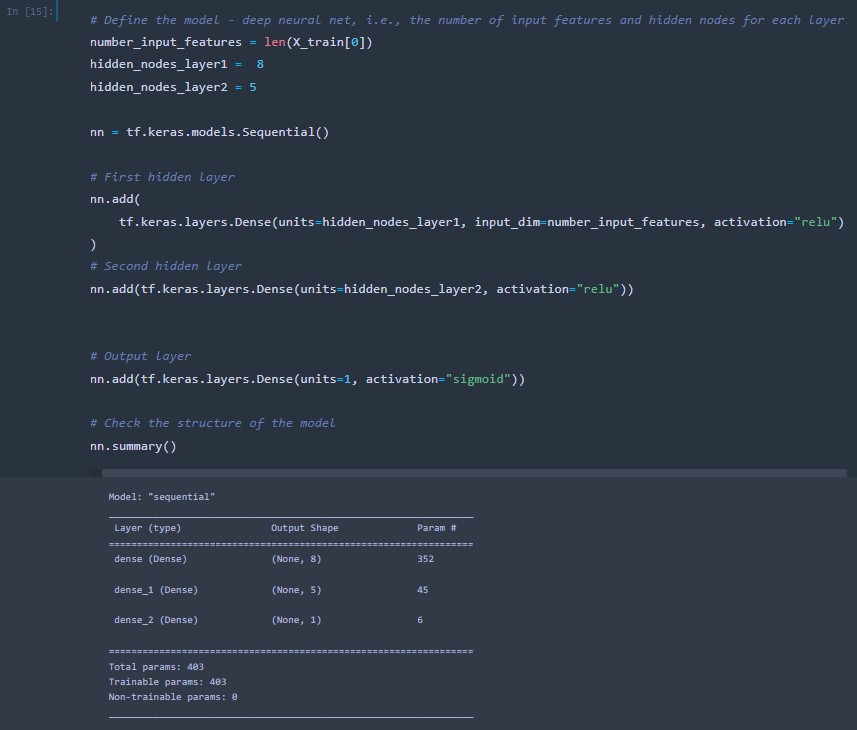 In [15]:
# Define the model - deep neural net, i.e., the number of input features and hidden nodes for each layer
number_input_features = len(X_train[0])
hidden_nodes_layer1 =  8
hidden_nodes_layer2 = 5
nn = tf.keras.models.Sequential()
# First hidden layer
nn.add(
    tf.keras.layers.Dense(units=hidden_nodes_layer1, input_dim=number_input_features, activation="relu")
)
# Second hidden layer
nn.add(tf.keras.layers.Dense(units=hidden_nodes_layer2, activation="relu"))
# Output layer
nn.add(tf.keras.layers.Dense(units=1, activation="sigmoid"))
# Check the structure of the model
nn.summary()
Model: "sequential"
_________________________________________________________________
Layer (type) Output Shape Param #
=================================================================
dense (Dense) (None, 8) 352
dense_1 (Dense) (None, 5) 45
dense_2 (Dense) (None, 1) 6
=================================================================
Total params: 403
Trainable params: 403
Non-trainable params: 0
_________________________________________________________________